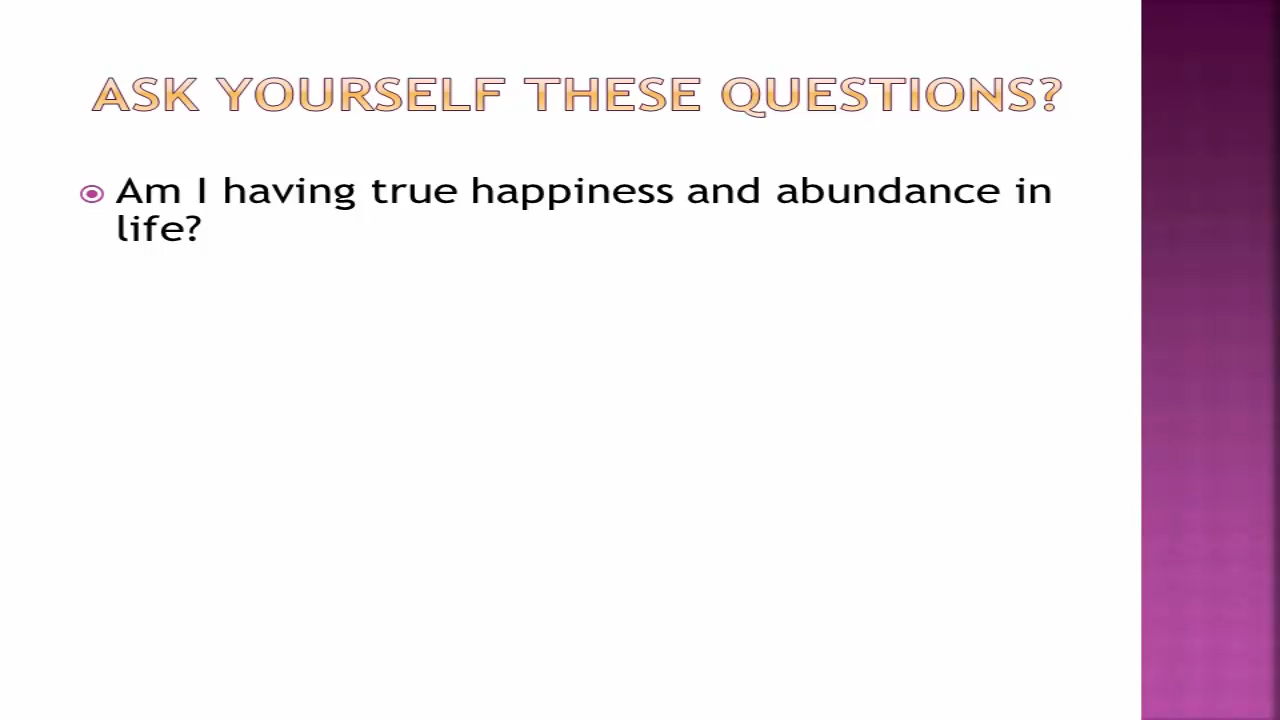 ASK YOURSELF THESE QUESTIONS?
Am I having true happiness and abundance in
life?